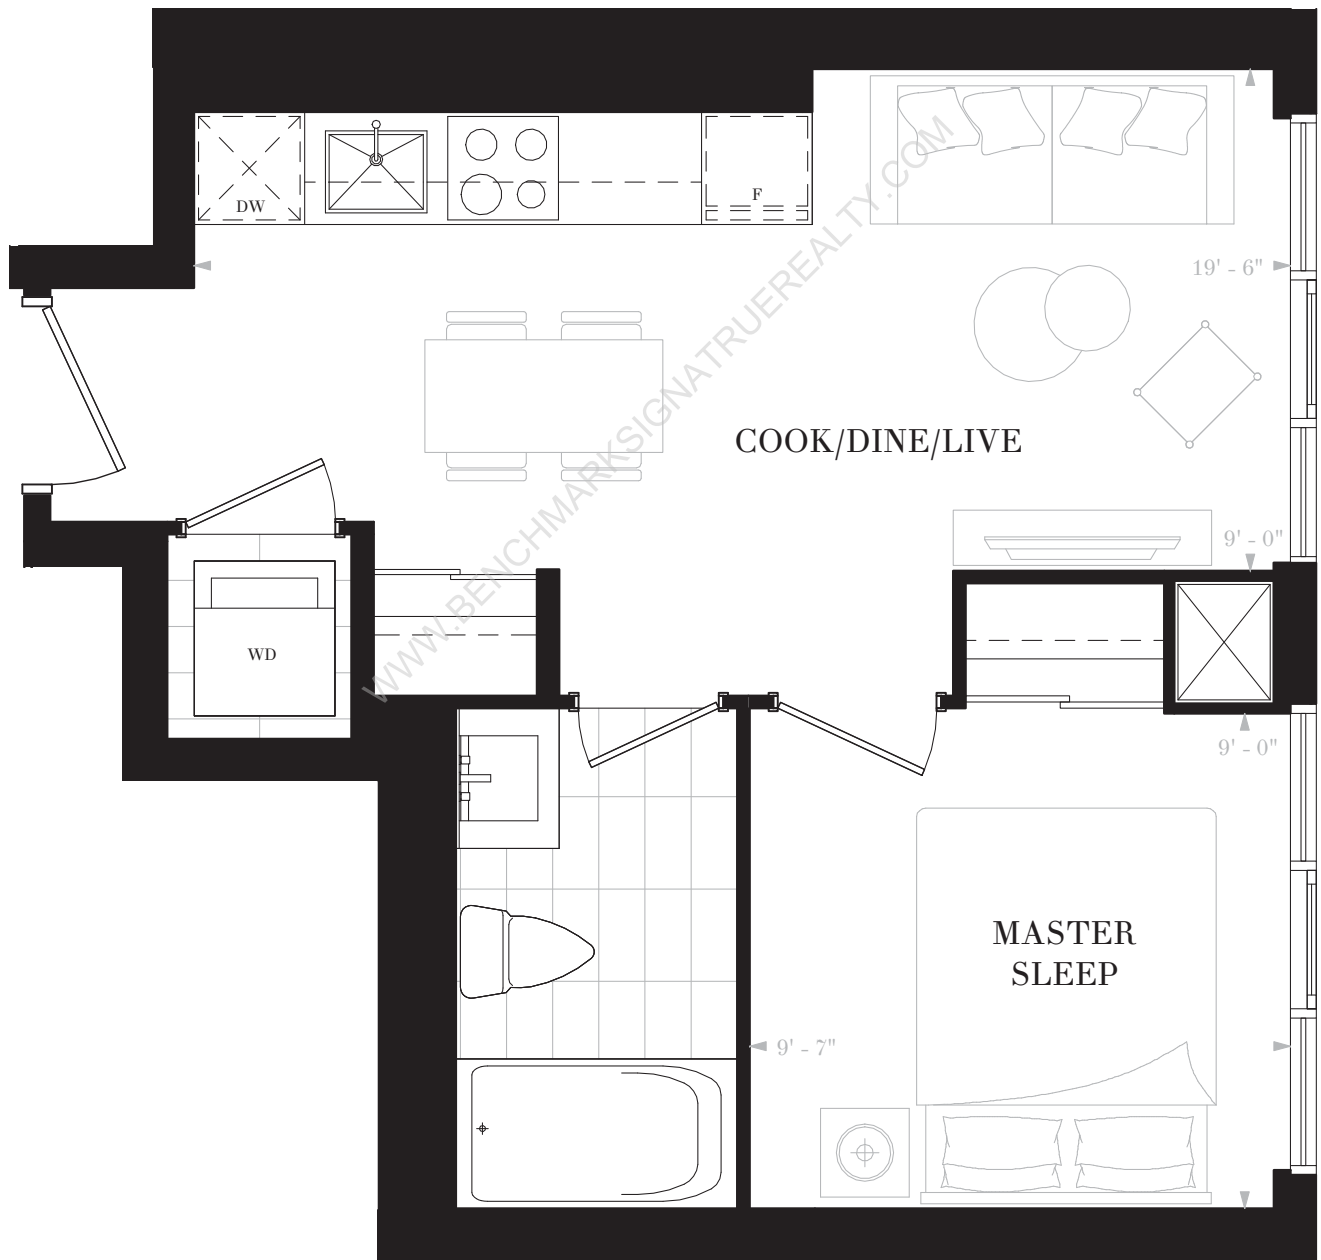 DW
F
19' - 6"
COOK/DINE/LIVE
9' - 0"
WD
9' - 0"
MASTER
SLEEP
9' - 7"
WWW.BENCHMARKSIGNATRUEREALTY.COM